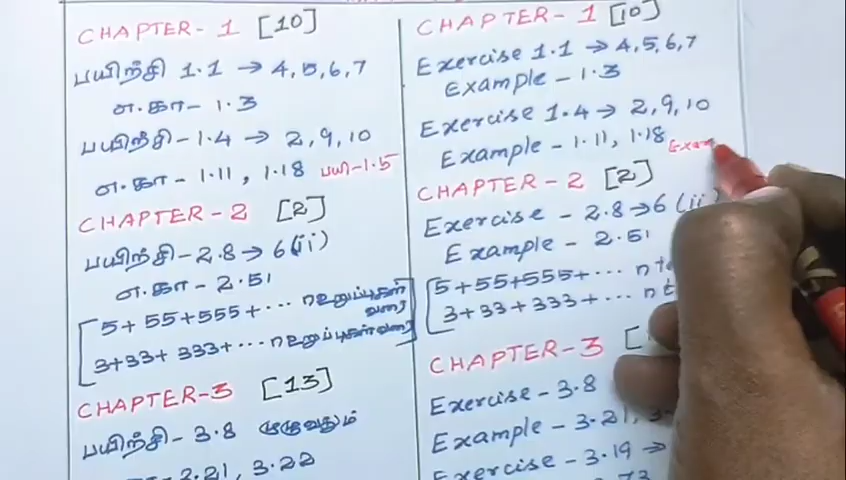 CHAPTER- 1 [10]
பயிற்சி 1.1 → 4,5,6,7
எ.கா- 1.3
பயிற்சி-1.4 → 2,9,10
எ.கா - 1.11, 1.18 பயி-1.5
CHAPTER-2 [2]
பயிற்சி-2.8→ 6(ii)
எ.கா - 2.51
5+ 55+555+... n உறுப்புகள் வரை
3+33+ 333+... n உறுப்புகள் வரை
CHAPTER-3 [13]
பயிற்சி- 3.8 முழுவதும்
3.21, 3.22
CHAPTER-1 [10]
Exercise 1.1 → 4,5,6,7
Example - 1.3
Exercise 1.4→ 2,9,10
Example - 1.11, 1.18 Exam
CHAPTER-2 [2]
Exercise - 2.8→6(ii)
Example - 2.51
5+55+555+... n
3+33+333+... n
CHAPTER-3
Exercise - 3.8
Example - 3.21,
Exercise - 3.19 →